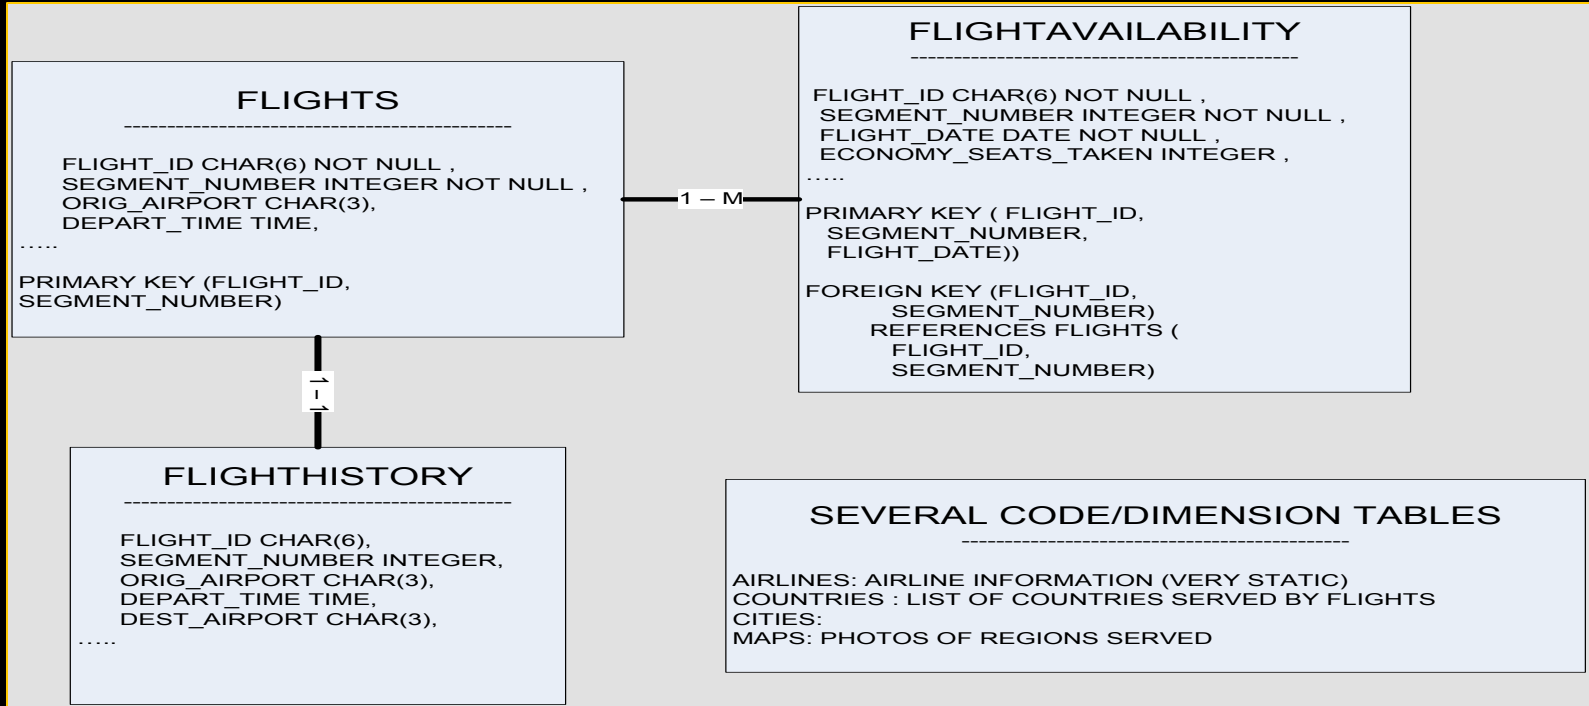 FLIGHTS
--------------------------------------------
FLIGHT_ID CHAR(6) NOT NULL ,
SEGMENT_NUMBER INTEGER NOT NULL ,
ORIG_AIRPORT CHAR(3),
DEPART_TIME TIME,
.....
PRIMARY KEY (FLIGHT_ID,
SEGMENT_NUMBER)
1 – M
FLIGHTAVAILABILITY
--------------------------------------------
FLIGHT_ID CHAR(6) NOT NULL ,
SEGMENT_NUMBER INTEGER NOT NULL ,
FLIGHT_DATE DATE NOT NULL ,
ECONOMY_SEATS_TAKEN INTEGER ,
.....
PRIMARY KEY ( FLIGHT_ID,
SEGMENT_NUMBER,
FLIGHT_DATE))
FOREIGN KEY (FLIGHT_ID,
SEGMENT_NUMBER)
REFERENCES FLIGHTS (
FLIGHT_ID,
SEGMENT_NUMBER)
1 – 1
FLIGHTHISTORY
--------------------------------------------
FLIGHT_ID CHAR(6),
SEGMENT_NUMBER INTEGER,
ORIG_AIRPORT CHAR(3),
DEPART_TIME TIME,
DEST_AIRPORT CHAR(3),
.....
SEVERAL CODE/DIMENSION TABLES
--------------------------------------------
AIRLINES: AIRLINE INFORMATION (VERY STATIC)
COUNTRIES : LIST OF COUNTRIES SERVED BY FLIGHTS
CITIES:
MAPS: PHOTOS OF REGIONS SERVED